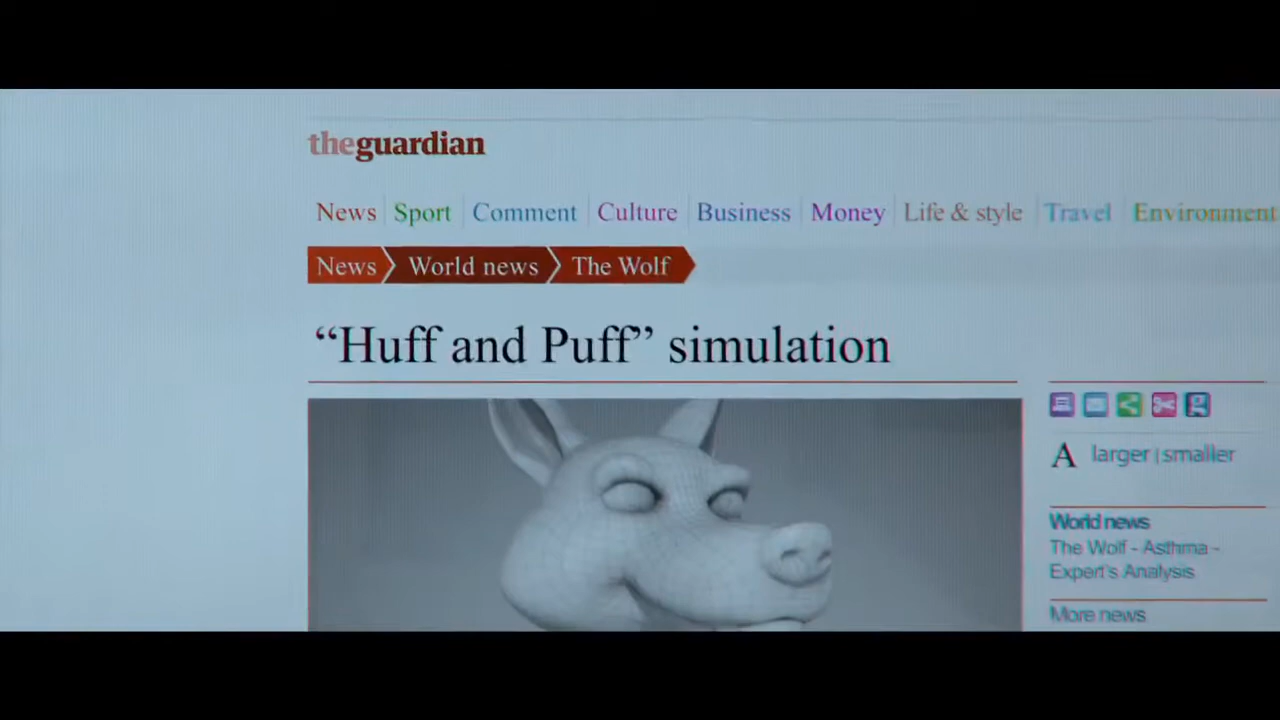 theguardian
News Sport Comment Culture Business Money Life & style Travel Environment
News World news The Wolf
“Huff and Puff” simulation
A larger | smaller
World news
The Wolf - Asthma -
Expert's Analysis
More news